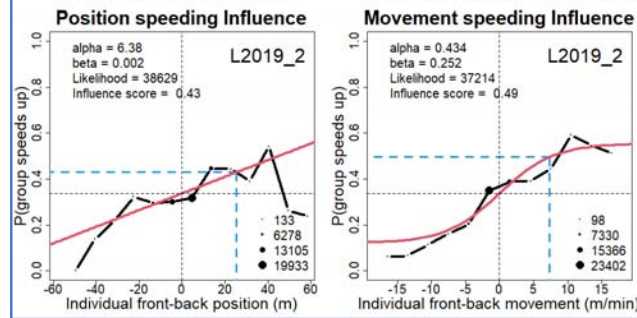 Position speeding Influence
alpha = 6.38
beta = 0.002
Likelihood = 38629
Influence score = 0.43
L2019_2
P(group speeds up)
1.0
0.8
0.6
0.4
0.2
0.0
133
6278
13105
19933
-60 -40 -20 0 20 40 60
Individual front-back position (m)
Movement speeding Influence
alpha = 0.434
beta = 0.252
Likelihood = 37214
Influence score = 0.49
L2019_2
P(group speeds up)
1.0
0.8
0.6
0.4
0.2
0.0
98
7330
15366
23402
-15 -10 -5 0 5 10 15
Individual front-back movement (m/min)